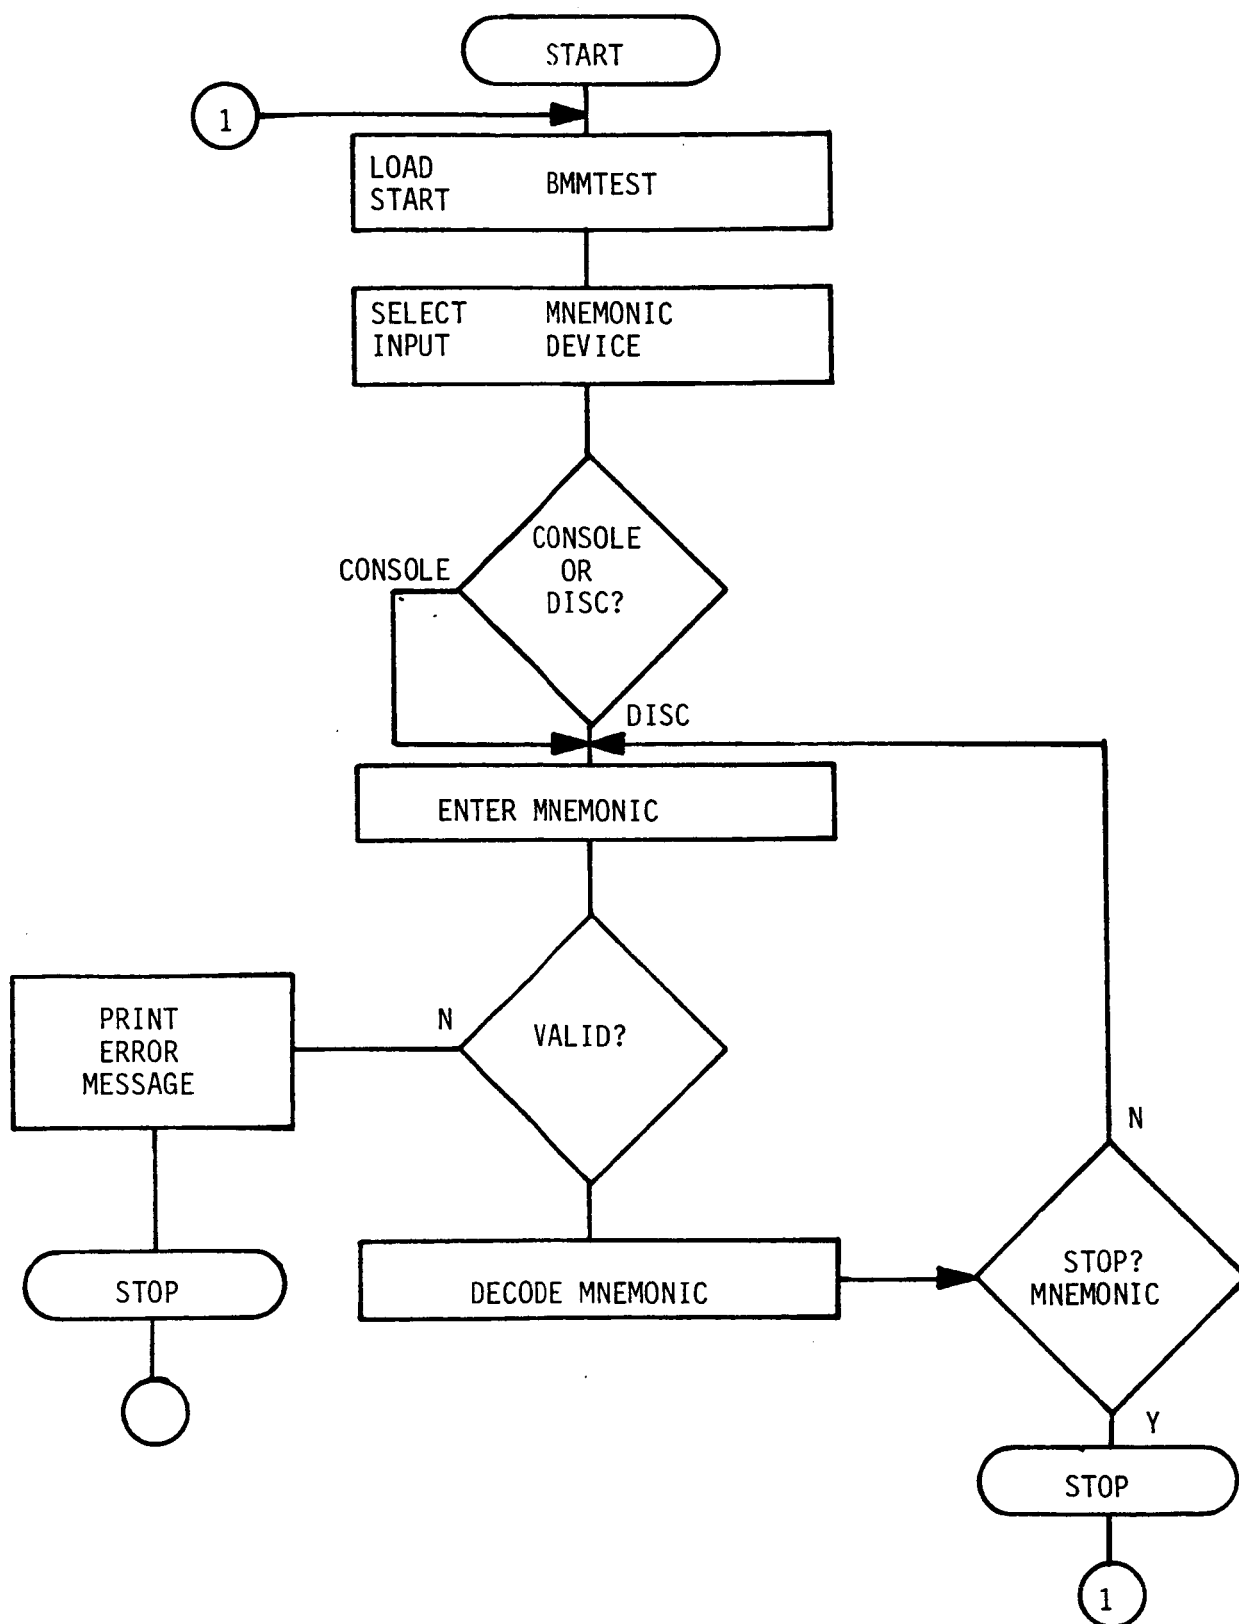 START
1
LOAD
START
BMMTEST
SELECT MNEMONIC
INPUT DEVICE
CONSOLE
OR
DISC?
CONSOLE
DISC
ENTER MNEMONIC
VALID?
N
PRINT
ERROR
MESSAGE
STOP
DECODE MNEMONIC
N
STOP?
MNEMONIC
Y
STOP
1